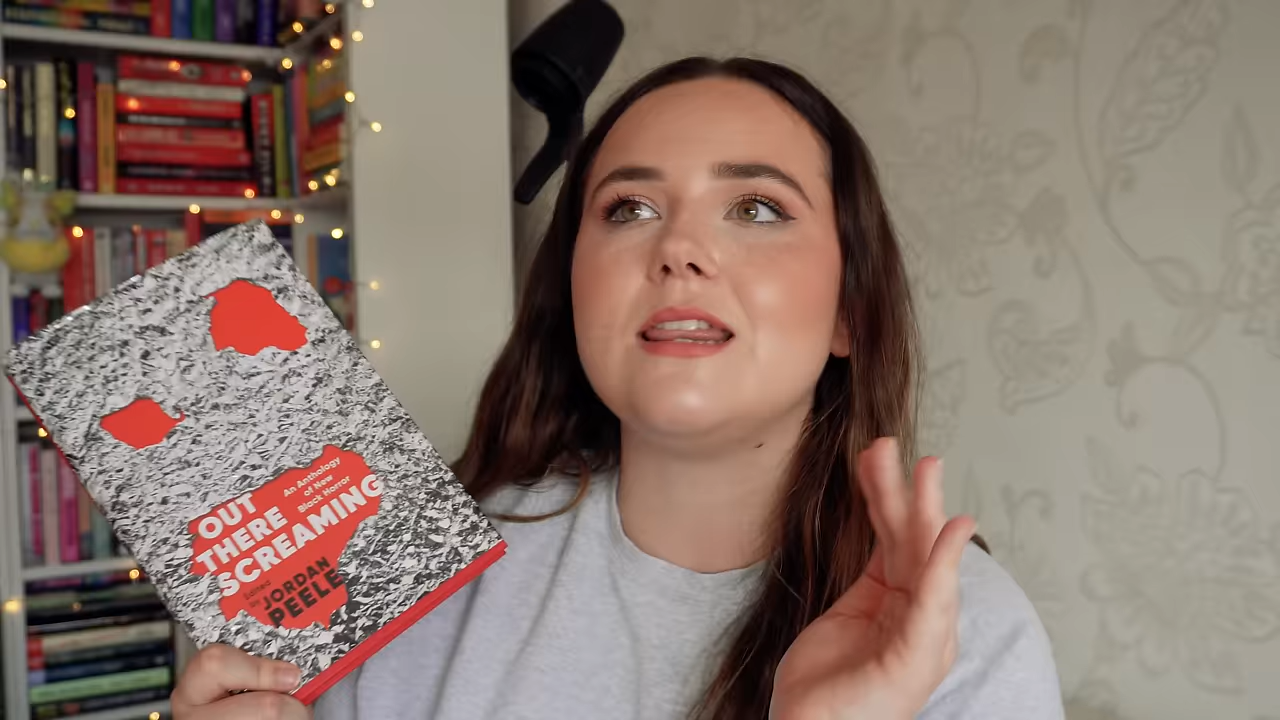 OUT
THERE
SCREAMING
An Anthology
of New
Black Horror
Edited
by
JORDAN
PEELE